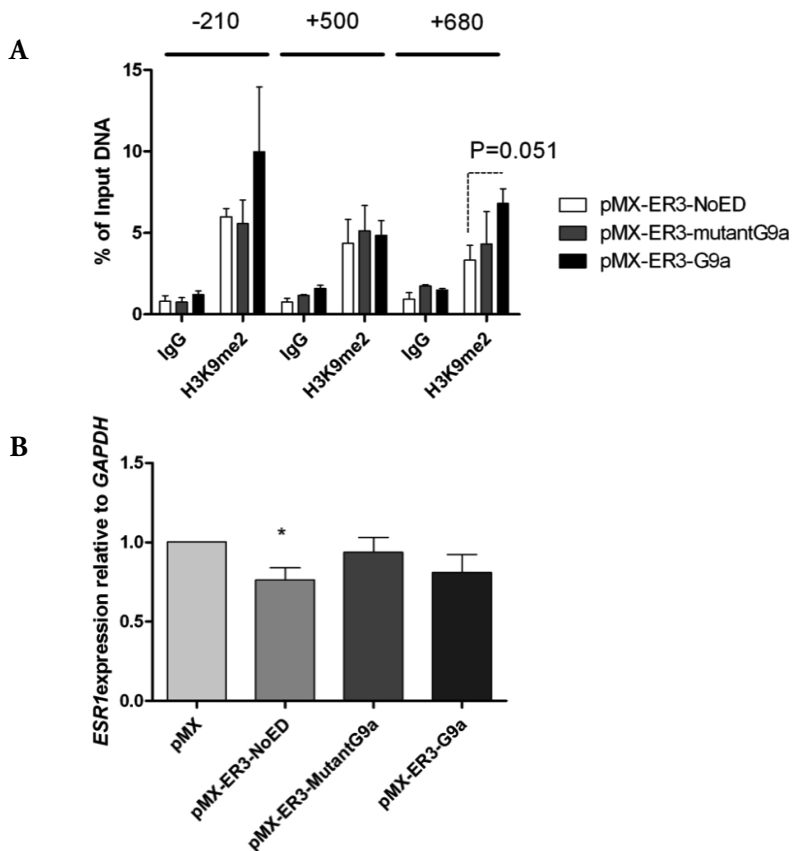 A
-210 +500 +680
% of Input DNA
15
10
5
0
P=0.051
IgG
H3K9me2
IgG
H3K9me2
IgG
H3K9me2
pMX-ER3-NoED
pMX-ER3-mutantG9a
pMX-ER3-G9a
B
ESR1expression relative to GAPDH
1.5
1.0
0.5
0.0
*
pMX
pMX-ER3-NoED
pMX-ER3-MutantG9a
pMX-ER3-G9a